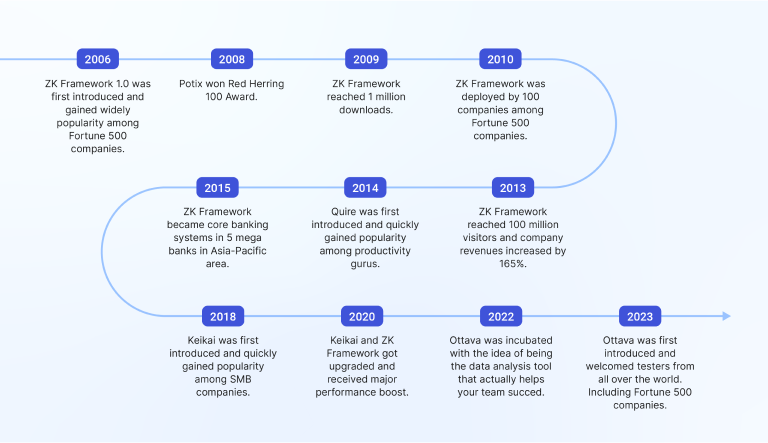 2006
ZK Framework 1.0 was
first introduced and
gained widely
popularity among
Fortune 500
companies.
2008
Potix won Red Herring
100 Award.
2009
ZK Framework
reached 1 million
downloads.
2010
ZK Framework was
deployed by 100
companies among
Fortune 500
companies.
2013
ZK Framework
reached 100 million
visitors and company
revenues increased by
165%.
2014
Quire was first
introduced and quickly
gained popularity
among productivity
gurus.
2015
ZK Framework
became core banking
systems in 5 mega
banks in Asia-Pacific
area.
2018
Keikai was first
introduced and quickly
gained popularity
among SMB
companies.
2020
Keikai and ZK
Framework got
upgraded and
received major
performance boost.
2022
Ottava was incubated
with the idea of being
the data analysis tool
that actually helps
your team succed.
2023
Ottava was first
introduced and
welcomed testers from
all over the world.
Including Fortune 500
companies.